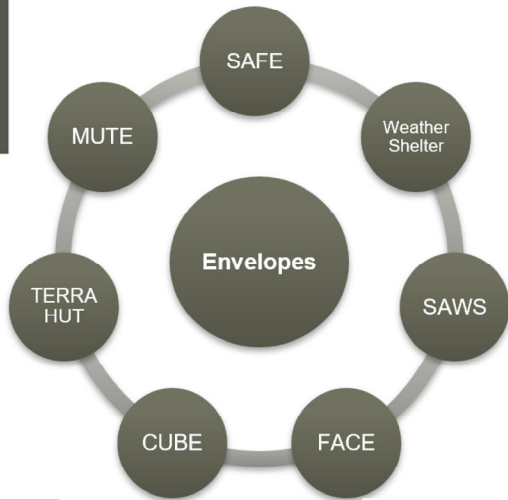 SAFE
Weather
Shelter
SAWS
FACE
CUBE
TERRA
HUT
MUTE
Envelopes